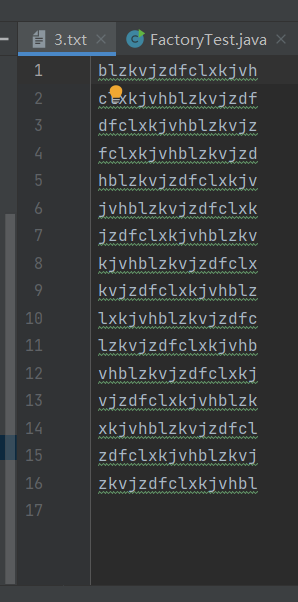 3.txt FactoryTest.java
1 blzkvjzdfclxkjvh
2 clxkjvhblzkvjzdf
3 dfclxkjvhblzkvjz
4 fclxkjvhblzkvjzd
5 hblzkvjzdfclxkjv
6 jvhblzkvjzdfclxk
7 jzdfclxkjvhblzkv
8 kjvhblzkvjzdfclx
9 kvjzdfclxkjvhblz
10 lxkjvhblzkvjzdfc
11 lzkvjzdfclxkjvhb
12 vhblzkvjzdfclxkj
13 vjzdfclxkjvhblzk
14 xkjvhblzkvjzdfcl
15 zdfclxkjvhblzkvj
16 zkvjzdfclxkjvhbl
17